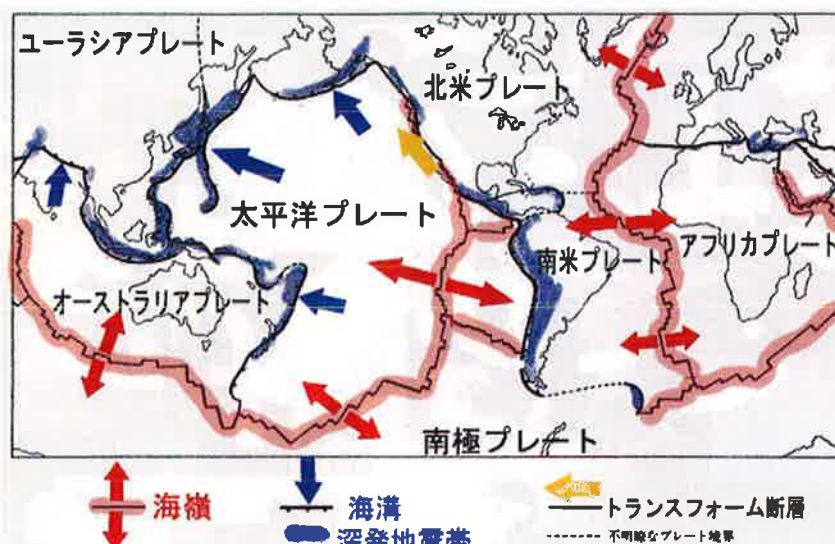 ユーラシアプレート
北米プレート
太平洋プレート
南米プレート
アフリカプレート
オーストラリアプレート
南極プレート
海嶺
海溝
深発地震帯
トランスフォーム断層
不明瞭なプレート境界